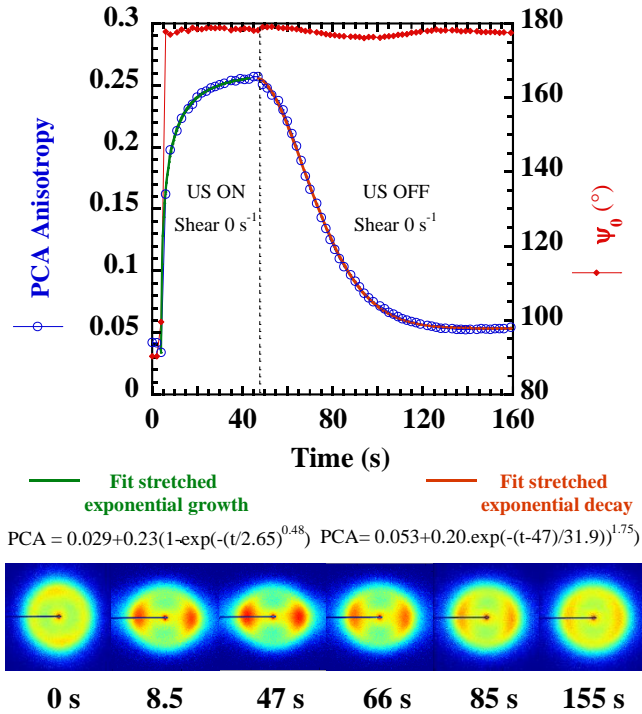 0.3
0.25
0.2
0.15
0.1
0.05
0
PCA Anisotropy
180
160
140
120
100
80
Ψ₀ (°)
US ON
Shear 0 s⁻¹
US OFF
Shear 0 s⁻¹
0 40 80 120 160
Time (s)
Fit stretched
exponential growth
Fit stretched
exponential decay
PCA = 0.029+0.23(1-exp(-(t/2.65)^0.48)
PCA= 0.053+0.20.exp(-(t-47)/31.9))^1.75)
0 s 8.5 47 s 66 s 85 s 155 s